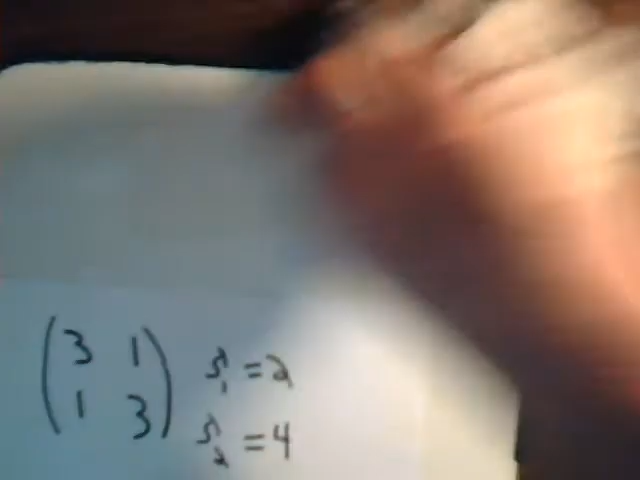 (3 1
1 3) λ₁ = 2
λ₂ = 4